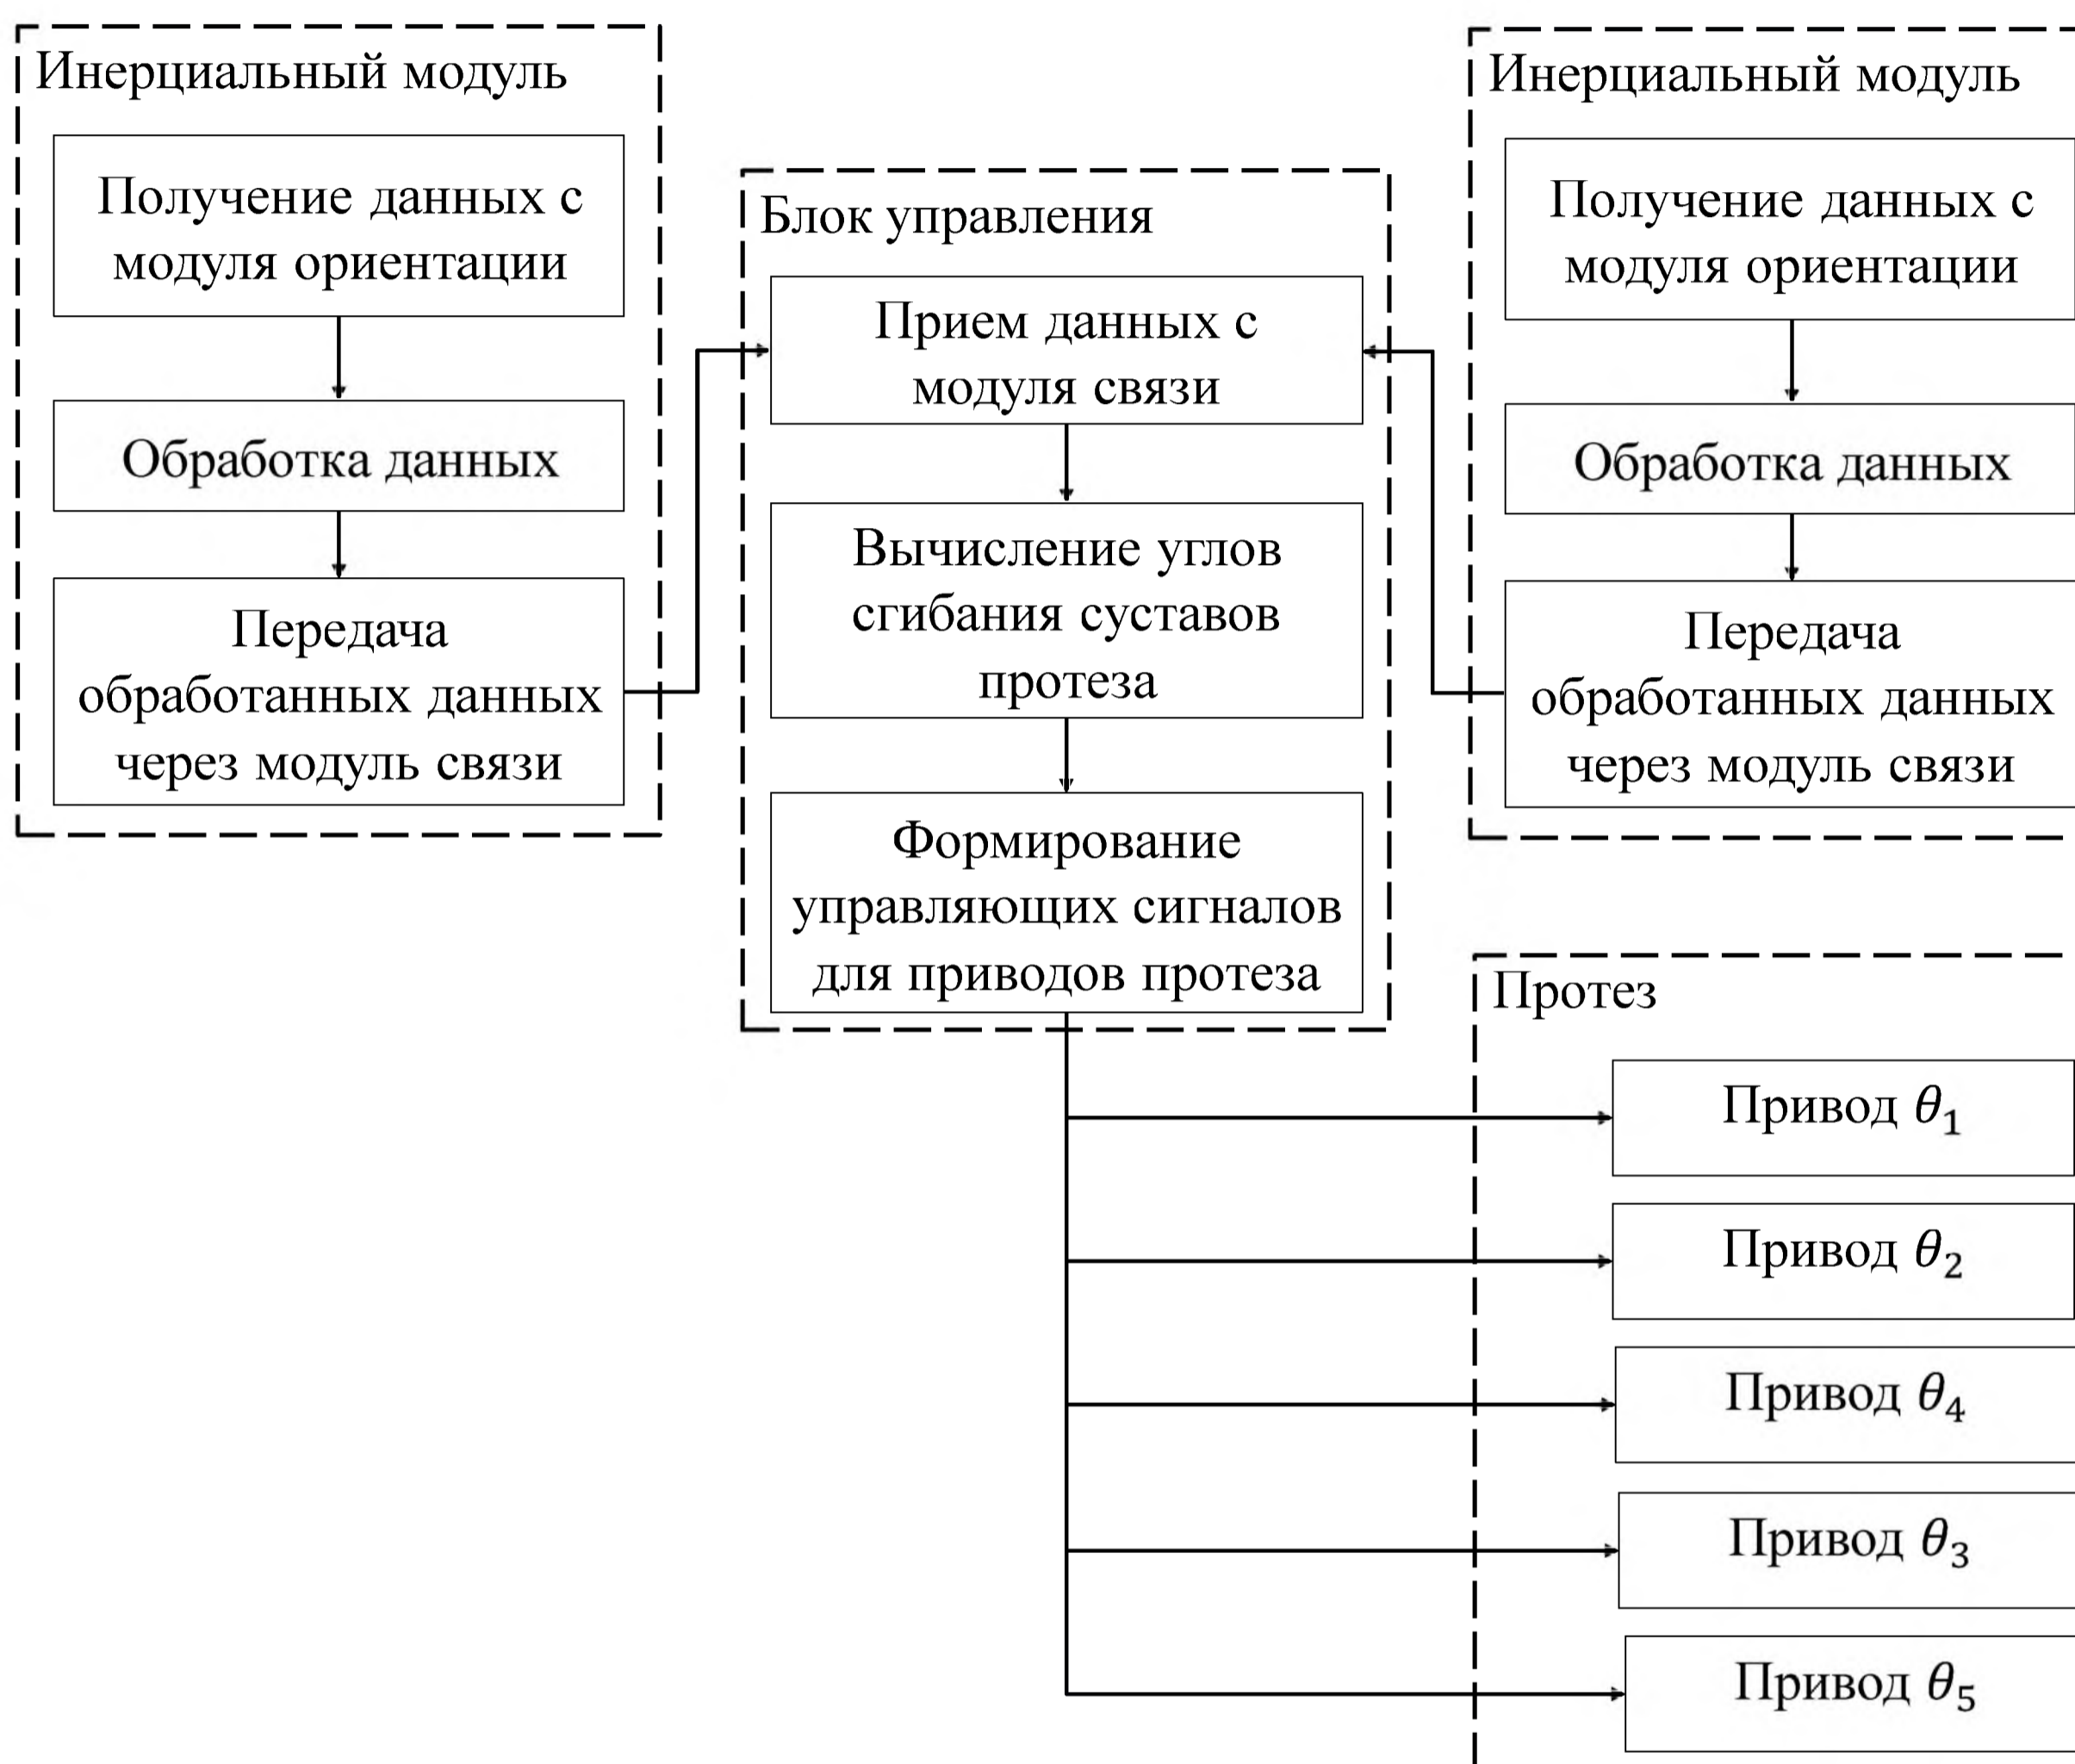 Инерциальный модуль
Получение данных с
модуля ориентации
Обработка данных
Передача
обработанных данных
через модуль связи
Блок управления
Прием данных с
модуля связи
Вычисление углов
сгибания суставов
протеза
Формирование
управляющих сигналов
для приводов протеза
Инерциальный модуль
Получение данных с
модуля ориентации
Обработка данных
Передача
обработанных данных
через модуль связи
Протез
Привод θ₁
Привод θ₂
Привод θ₄
Привод θ₃
Привод θ₅